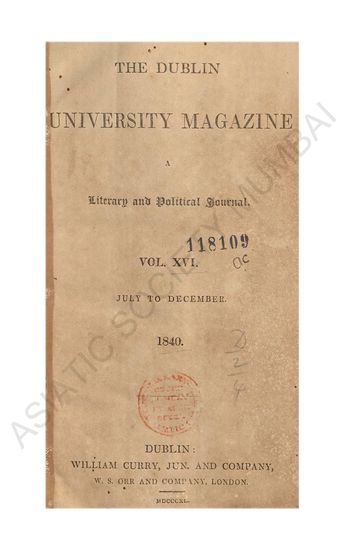 THE DUBLIN
UNIVERSITY MAGAZINE
A
Literary and Political Journal.
118109
VOL. XVI.
JULY TO DECEMBER.
1840.
DUBLIN:
WILLIAM CURRY, JUN. AND COMPANY,
W. S. ORR AND COMPANY, LONDON.
MDCCCXL.
ASIATIC SOCIETY MUMBAI